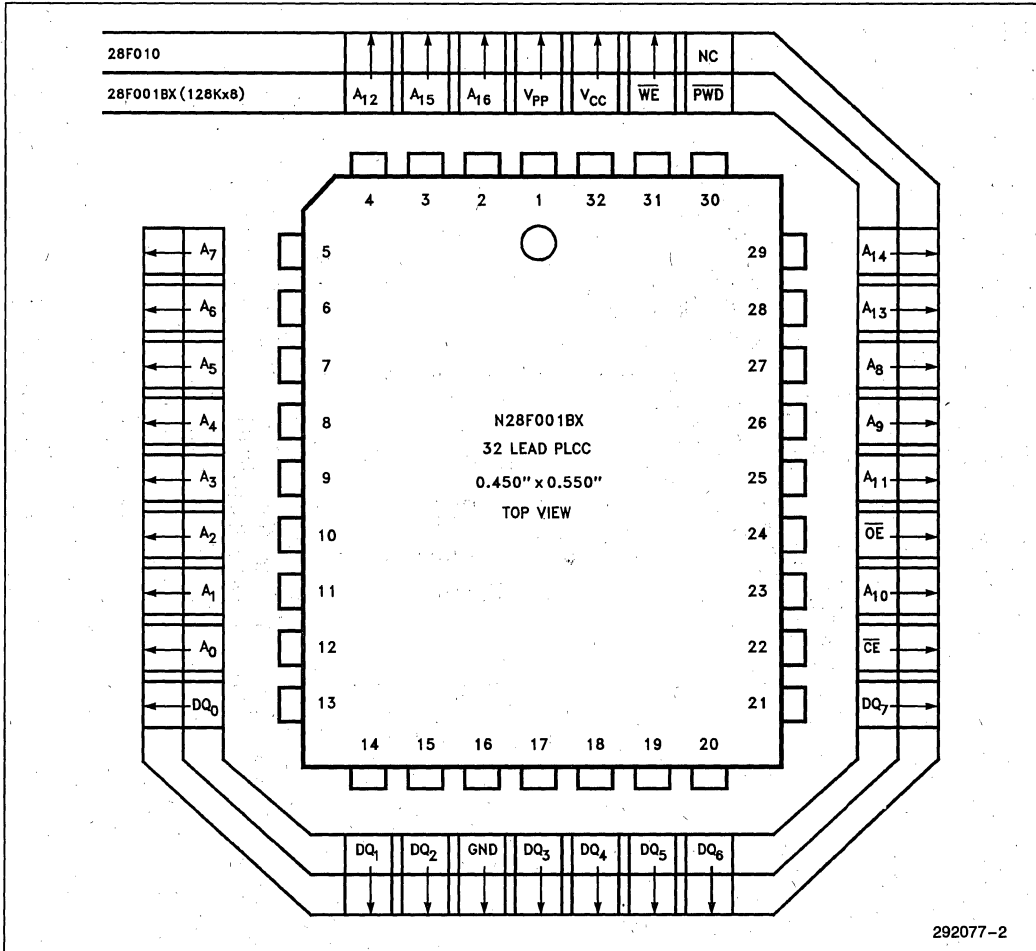 28F010 NC
28F001BX (128Kx8) A12 A15 A16 VPP VCC W̅E̅ P̅W̅D̅
4 3 2 1 32 31 30
A7 5 29 A14
A6 6 28 A13
A5 7 27 A8
A4 8 26 A9
A3 9 25 A11
A2 10 24 O̅E̅
A1 11 23 A10
A0 12 22 C̅E̅
DQ0 13 21 DQ7
N28F001BX
32 LEAD PLCC
0.450" x 0.550"
TOP VIEW
14 15 16 17 18 19 20
DQ1 DQ2 GND DQ3 DQ4 DQ5 DQ6
292077-2